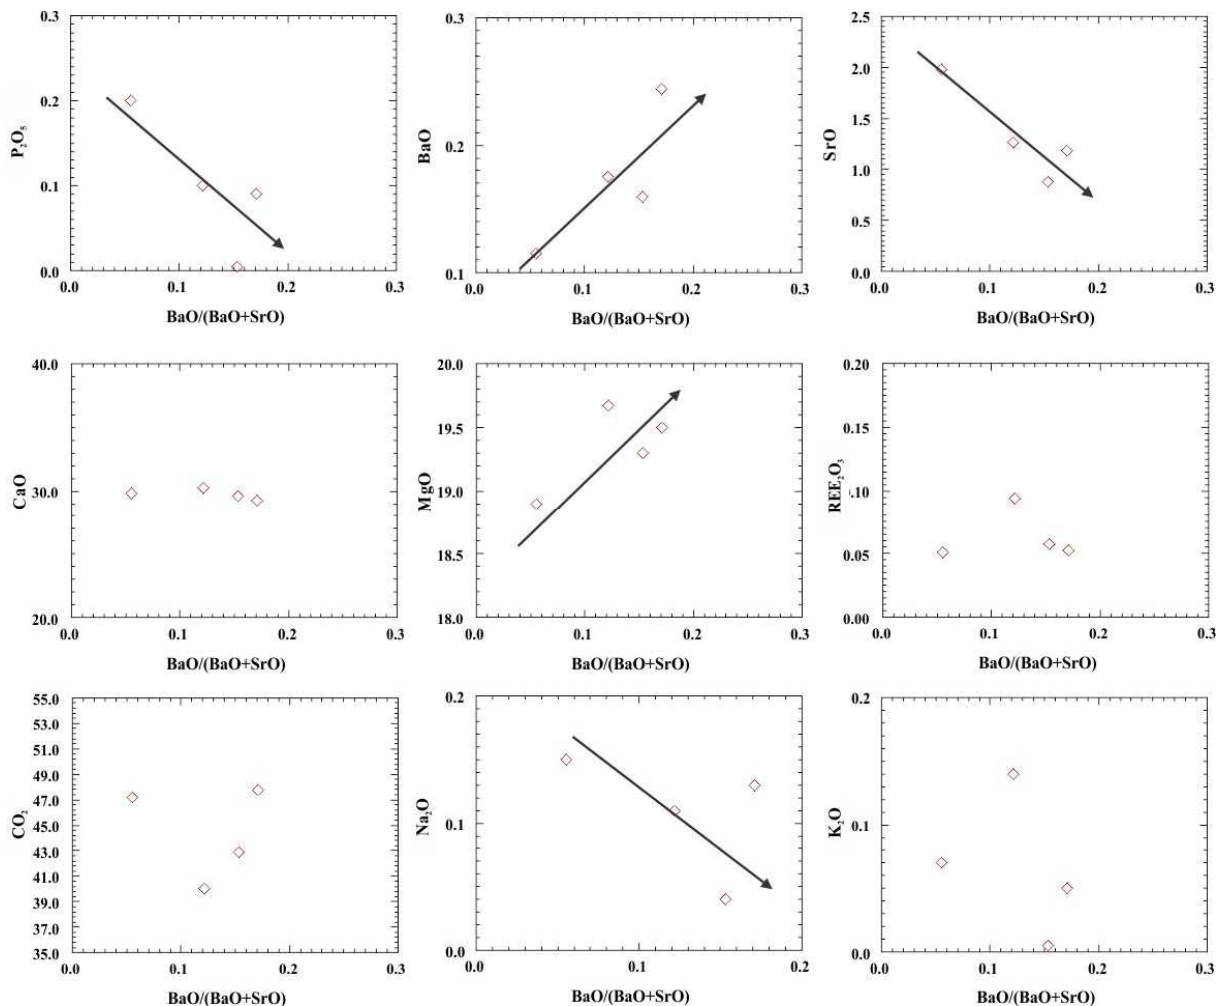 0.3
0.2
0.1
0.0
P₂O₅
0.0 0.1 0.2 0.3
BaO/(BaO+SrO)
0.3
0.2
0.1
BaO
0.0 0.1 0.2 0.3
BaO/(BaO+SrO)
2.5
2.0
1.5
1.0
0.5
0.0
SrO
0.0 0.1 0.2 0.3
BaO/(BaO+SrO)
40.0
30.0
20.0
CaO
0.0 0.1 0.2 0.3
BaO/(BaO+SrO)
20.0
19.5
19.0
18.5
18.0
MgO
0.0 0.1 0.2 0.3
BaO/(BaO+SrO)
0.20
0.15
0.10
0.05
0.00
REE₂O₃
0.0 0.1 0.2 0.3
BaO/(BaO+SrO)
55.0
53.0
51.0
49.0
47.0
45.0
43.0
41.0
39.0
37.0
35.0
CO₂
0.0 0.1 0.2 0.3
BaO/(BaO+SrO)
0.2
0.1
0.0
Na₂O
0.0 0.1 0.2
BaO/(BaO+SrO)
0.2
0.1
0.0
K₂O
0.0 0.1 0.2 0.3
BaO/(BaO+SrO)